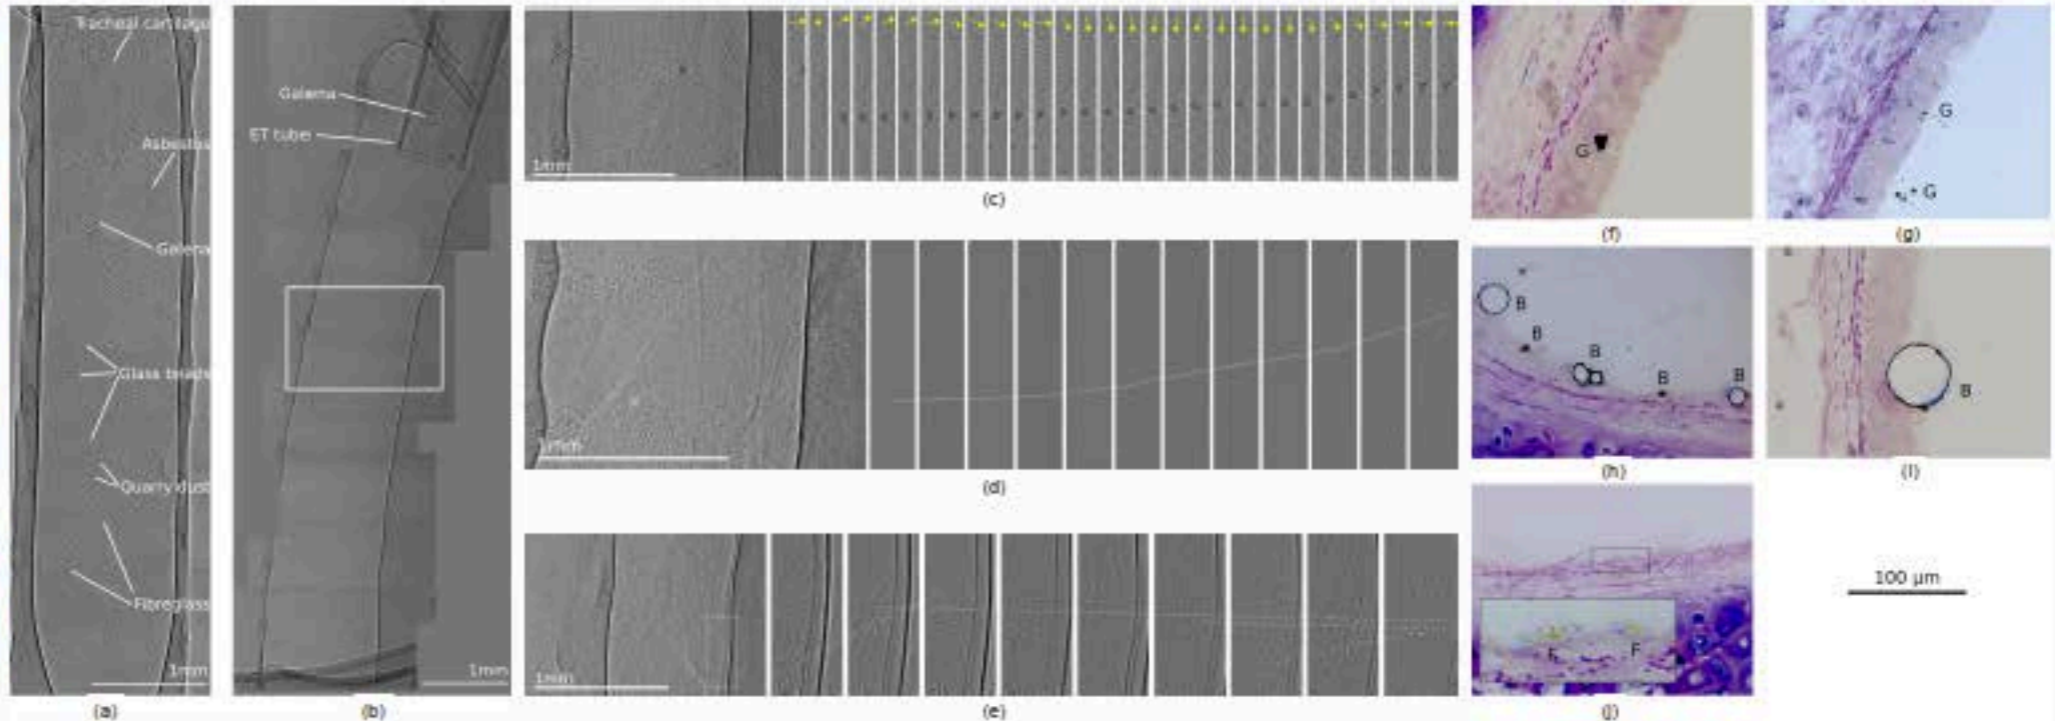 Tracheal cartilage
Asbestos
Galena
Glass beads
Quarry dust
Fibreglass
1mm
(a)
Galena
ET tube
1mm
(b)
1mm
(c)
1mm
(d)
1mm
(e)
G
(f)
G
G
(g)
B
B
B
B
B
(h)
B
(i)
F
F
(j)
100 µm